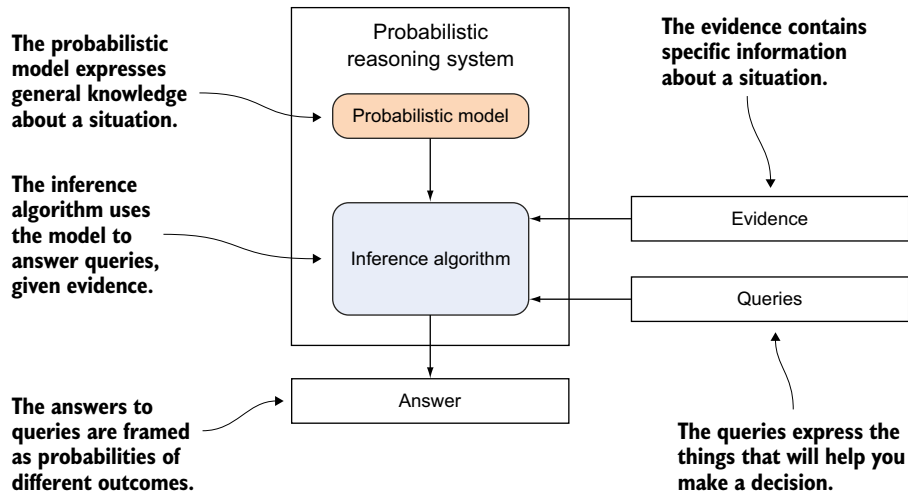 The probabilistic
model expresses
general knowledge
about a situation.
Probabilistic
reasoning system
Probabilistic model
The evidence contains
specific information
about a situation.
The inference
algorithm uses
the model to
answer queries,
given evidence.
Inference algorithm
Evidence
Queries
The answers to
queries are framed
as probabilities of
different outcomes.
Answer
The queries express the
things that will help you
make a decision.